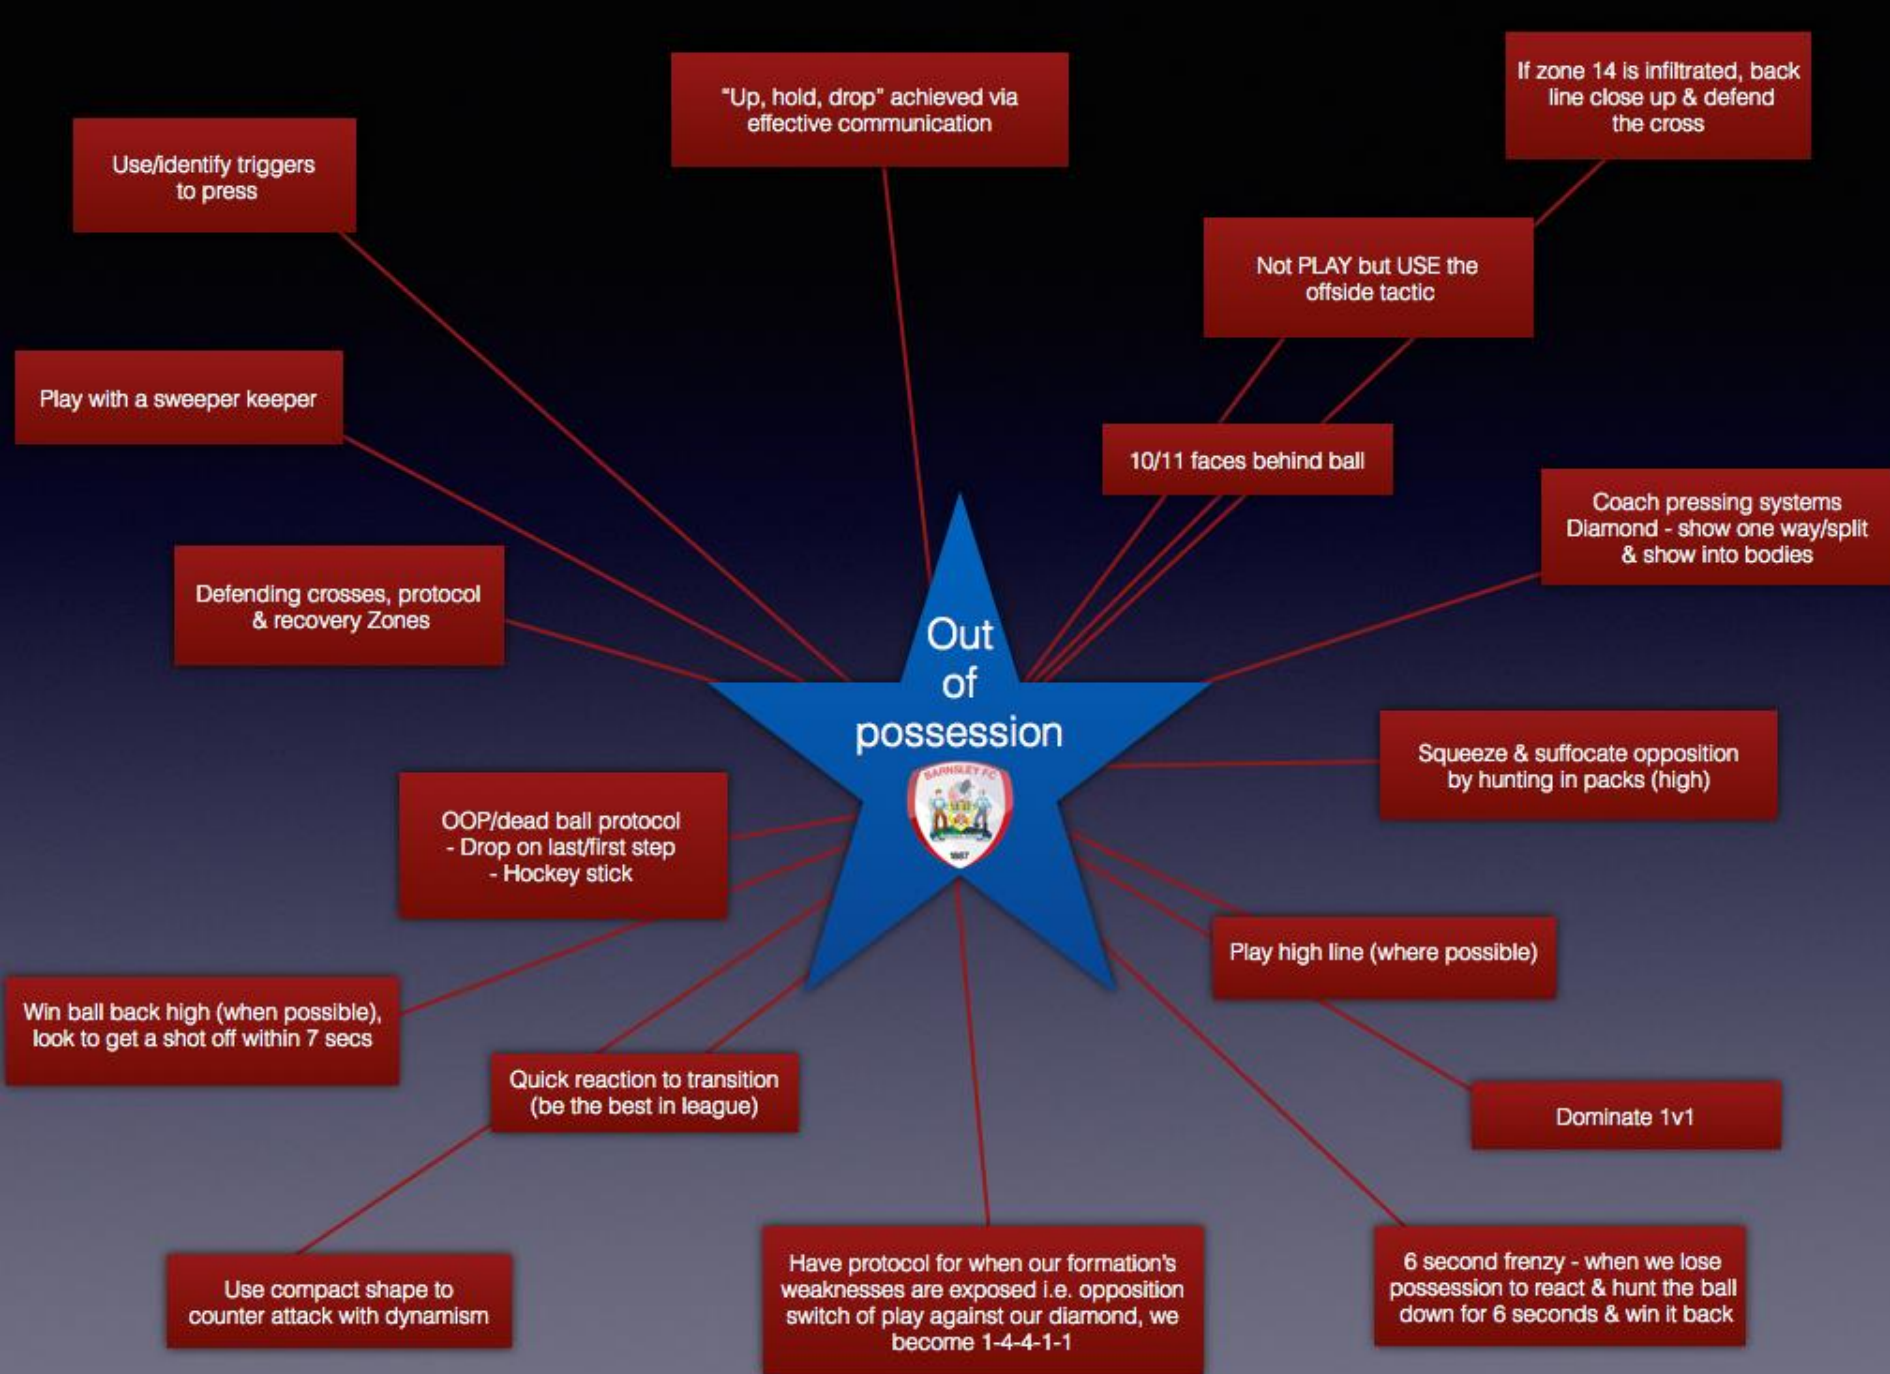 "Up, hold, drop" achieved via
effective communication
If zone 14 is infiltrated, back
line close up & defend
the cross
Use/identify triggers
to press
Not PLAY but USE the
offside tactic
Play with a sweeper keeper
10/11 faces behind ball
Coach pressing systems
Diamond - show one way/split
& show into bodies
Defending crosses, protocol
& recovery Zones
Out
of
possession
BARNSLEY F.C
1887
Squeeze & suffocate opposition
by hunting in packs (high)
OOP/dead ball protocol
- Drop on last/first step
- Hockey stick
Play high line (where possible)
Win ball back high (when possible),
look to get a shot off within 7 secs
Quick reaction to transition
(be the best in league)
Dominate 1v1
Use compact shape to
counter attack with dynamism
Have protocol for when our formation's
weaknesses are exposed i.e. opposition
switch of play against our diamond, we
become 1-4-4-1-1
6 second frenzy - when we lose
possession to react & hunt the ball
down for 6 seconds & win it back